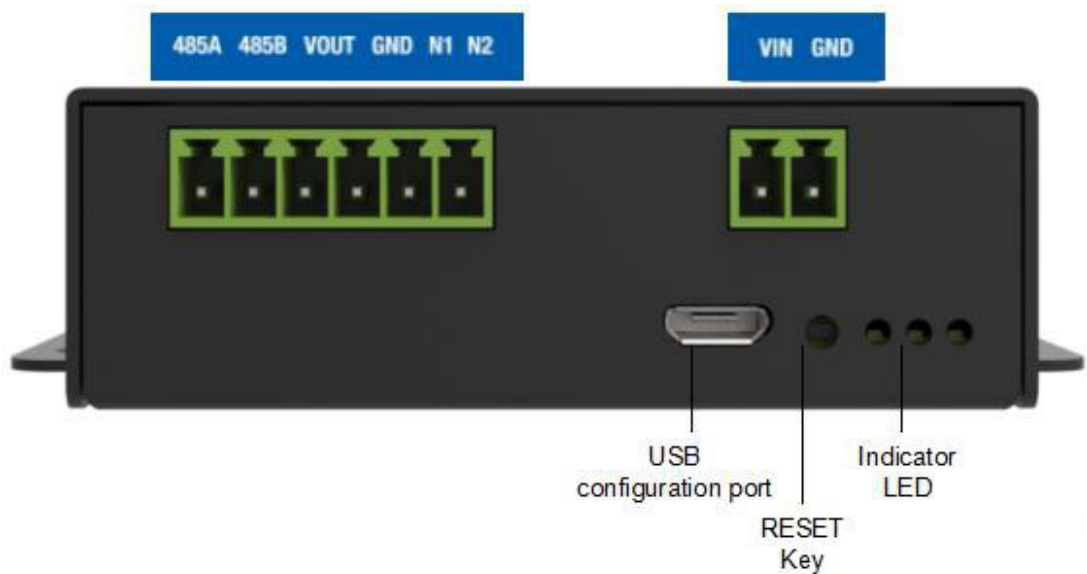 485A 485B VOUT GND N1 N2
VIN GND
USB
configuration port
RESET
Key
Indicator
LED